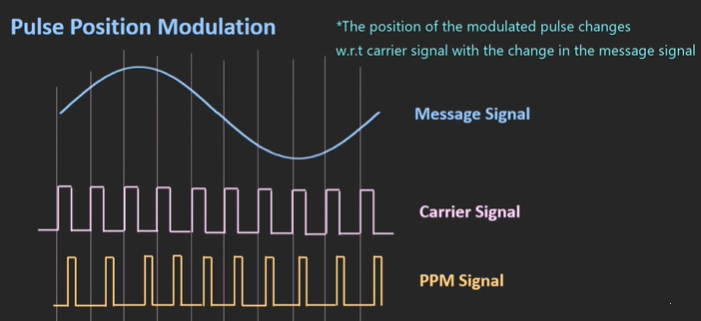 Pulse Position Modulation
*The position of the modulated pulse changes
w.r.t carrier signal with the change in the message signal
Message Signal
Carrier Signal
PPM Signal